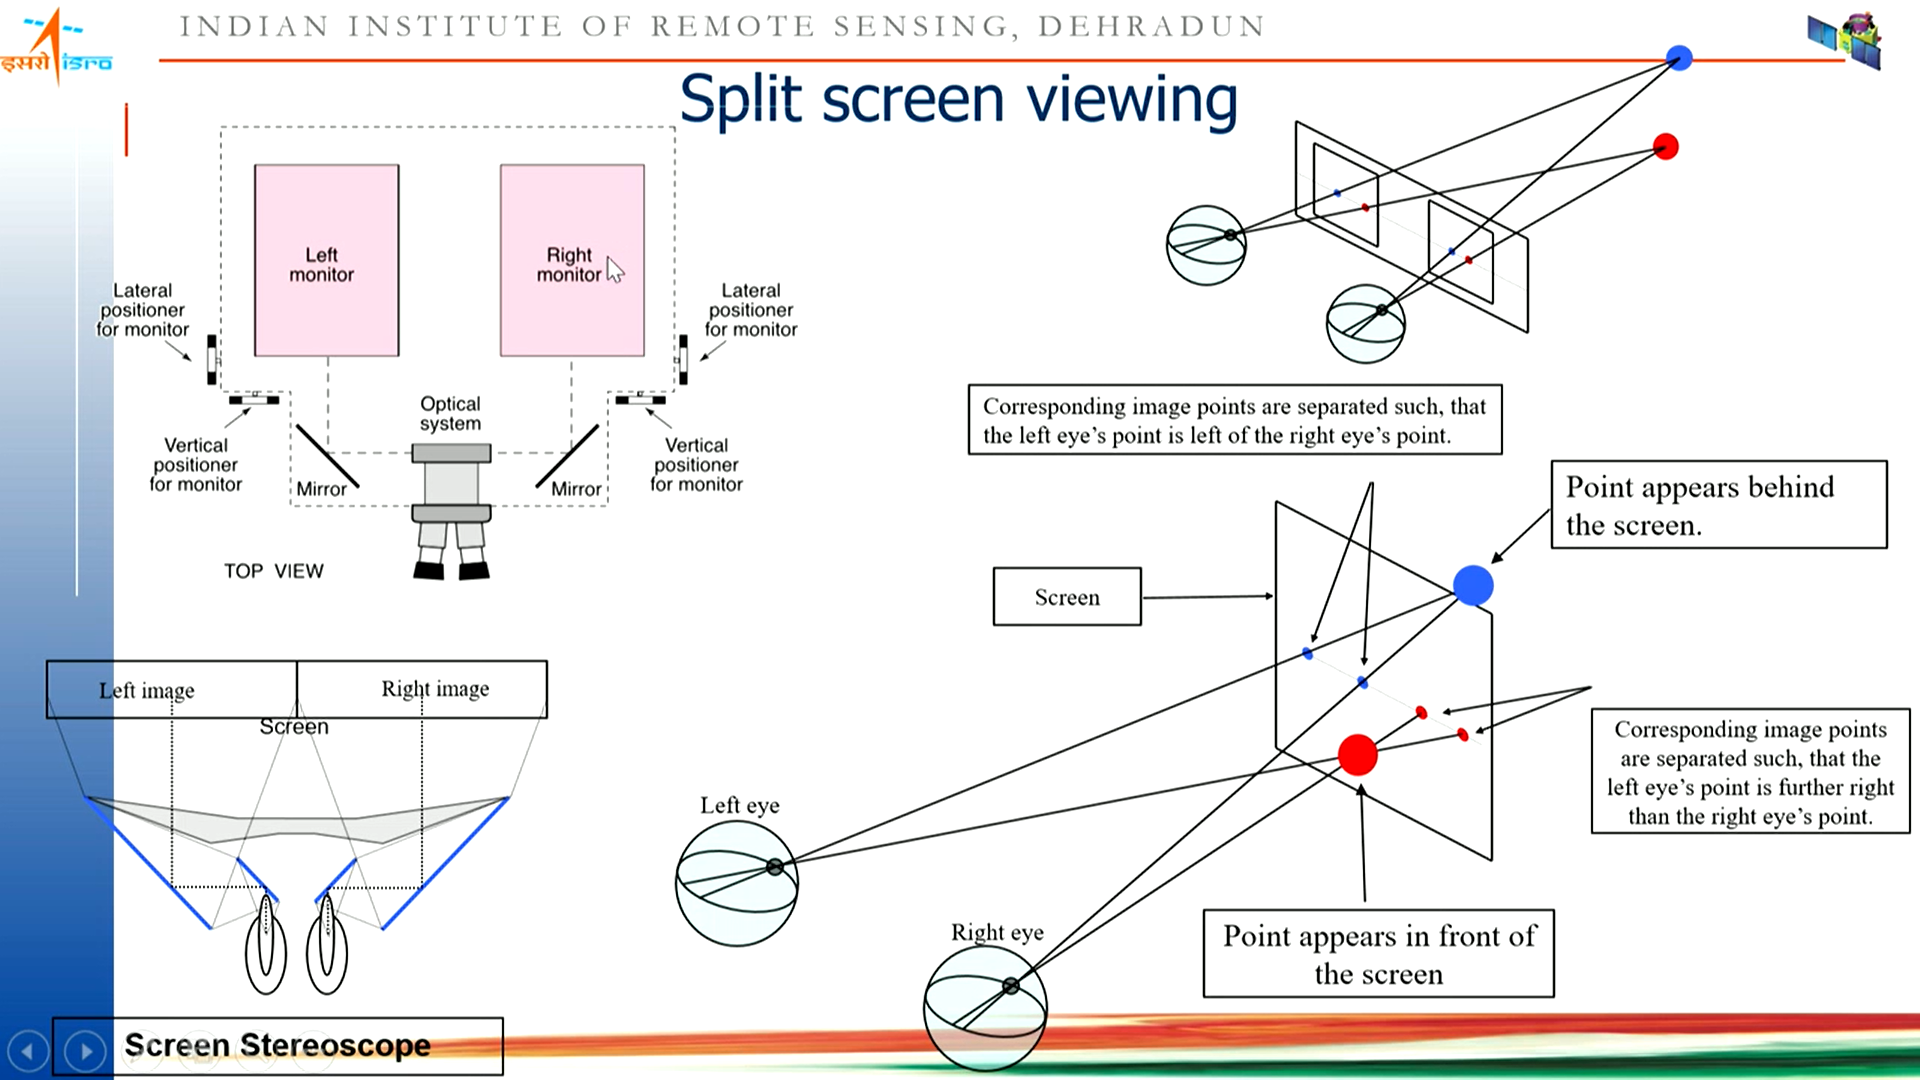 INDIAN INSTITUTE OF REMOTE SENSING, DEHRADUN
इसरो isro
Split screen viewing
Left
monitor
Right
monitor
Lateral
positioner
for monitor
Lateral
positioner
for monitor
Optical
system
Vertical
positioner
for monitor
Mirror
Mirror
Vertical
positioner
for monitor
TOP VIEW
Corresponding image points are separated such, that
the left eye's point is left of the right eye's point.
Point appears behind
the screen.
Screen
Left image
Right image
Screen
Corresponding image points
are separated such, that the
left eye's point is further right
than the right eye's point.
Left eye
Right eye
Point appears in front of
the screen
Screen Stereoscope